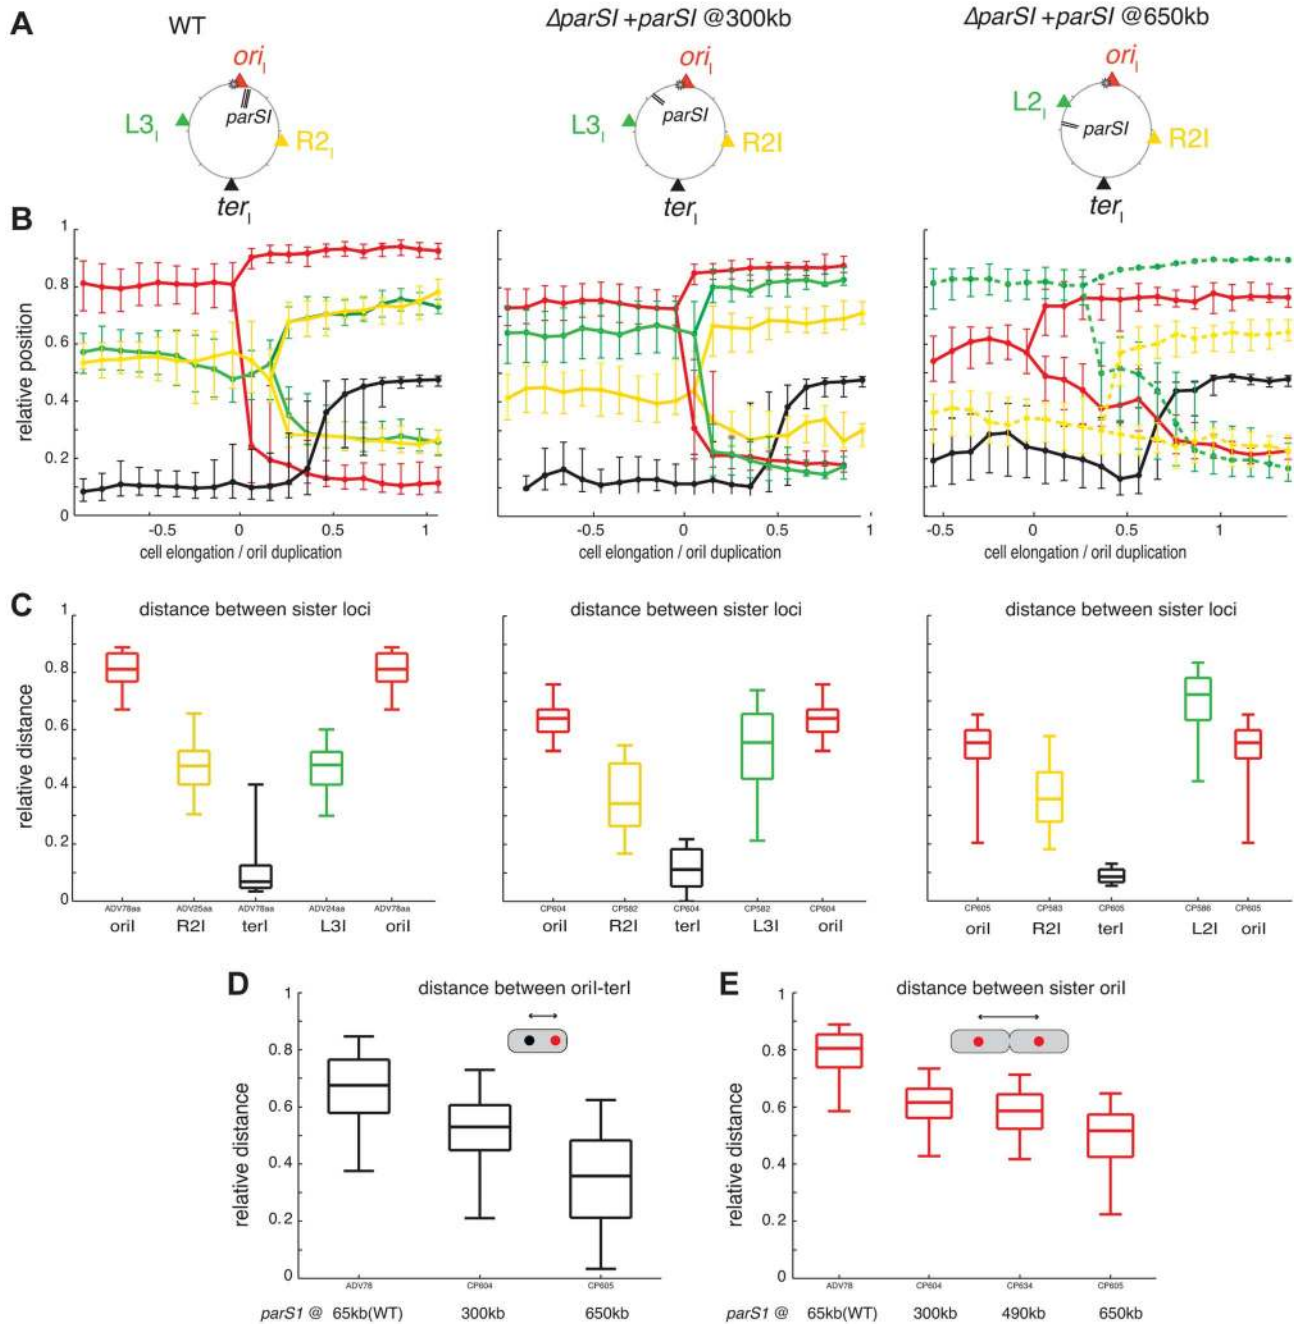 A
WT
ΔparSI +parSI @300kb
ΔparSI +parSI @650kb
oriI
parSI
L3I
R2I
terI
oriI
parSI
L3I
R2I
terI
oriI
L2I
parSI
R2I
terI
B
relative position
1
0.8
0.6
0.4
0.2
0
-0.5
0
0.5
1
cell elongation / oriI duplication
-0.5
0
0.5
1
cell elongation / oriI duplication
-0.5
0
0.5
1
cell elongation / oriI duplication
C
distance between sister loci
distance between sister loci
distance between sister loci
relative distance
1
0.8
0.6
0.4
0.2
0
ADV78aa ADV25aa ADV78aa ADV24aa ADV78aa
oriI R2I terI L3I oriI
CP604 CP582 CP604 CP582 CP604
oriI R2I terI L3I oriI
CP605 CP583 CP605 CP586 CP605
oriI R2I terI L2I oriI
D
distance between oriI-terI
relative distance
1
0.8
0.6
0.4
0.2
0
ADV78 CP604 CP605
parS1 @ 65kb(WT) 300kb 650kb
E
distance between sister oriI
relative distance
1
0.8
0.6
0.4
0.2
0
ADV78 CP604 CP634 CP605
parS1 @ 65kb(WT) 300kb 490kb 650kb